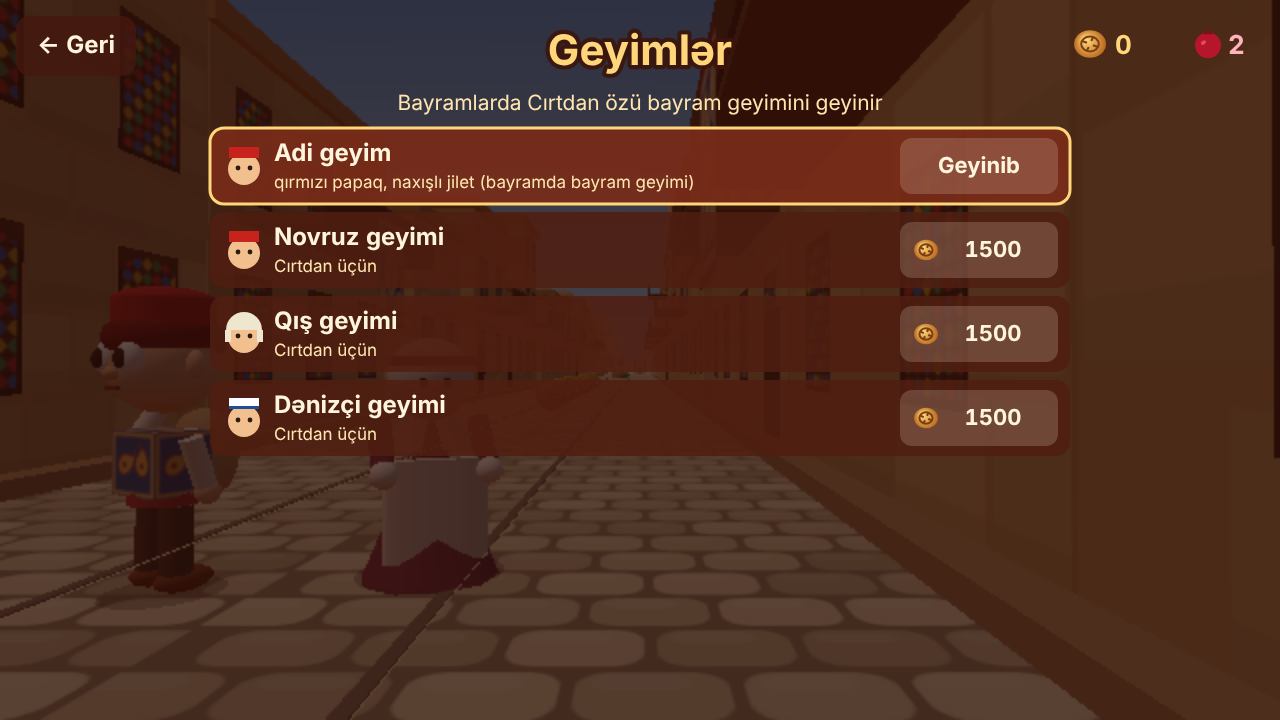 ← Geri
Geyimlər
0
2
Bayramlarda Cırtdan özü bayram geyimini geyinir
Adi geyim
qırmızı papaq, naxışlı jilet (bayramda bayram geyimi)
Geyinib
Novruz geyimi
Cırtdan üçün
1500
Qış geyimi
Cırtdan üçün
1500
Dənizçi geyimi
Cırtdan üçün
1500